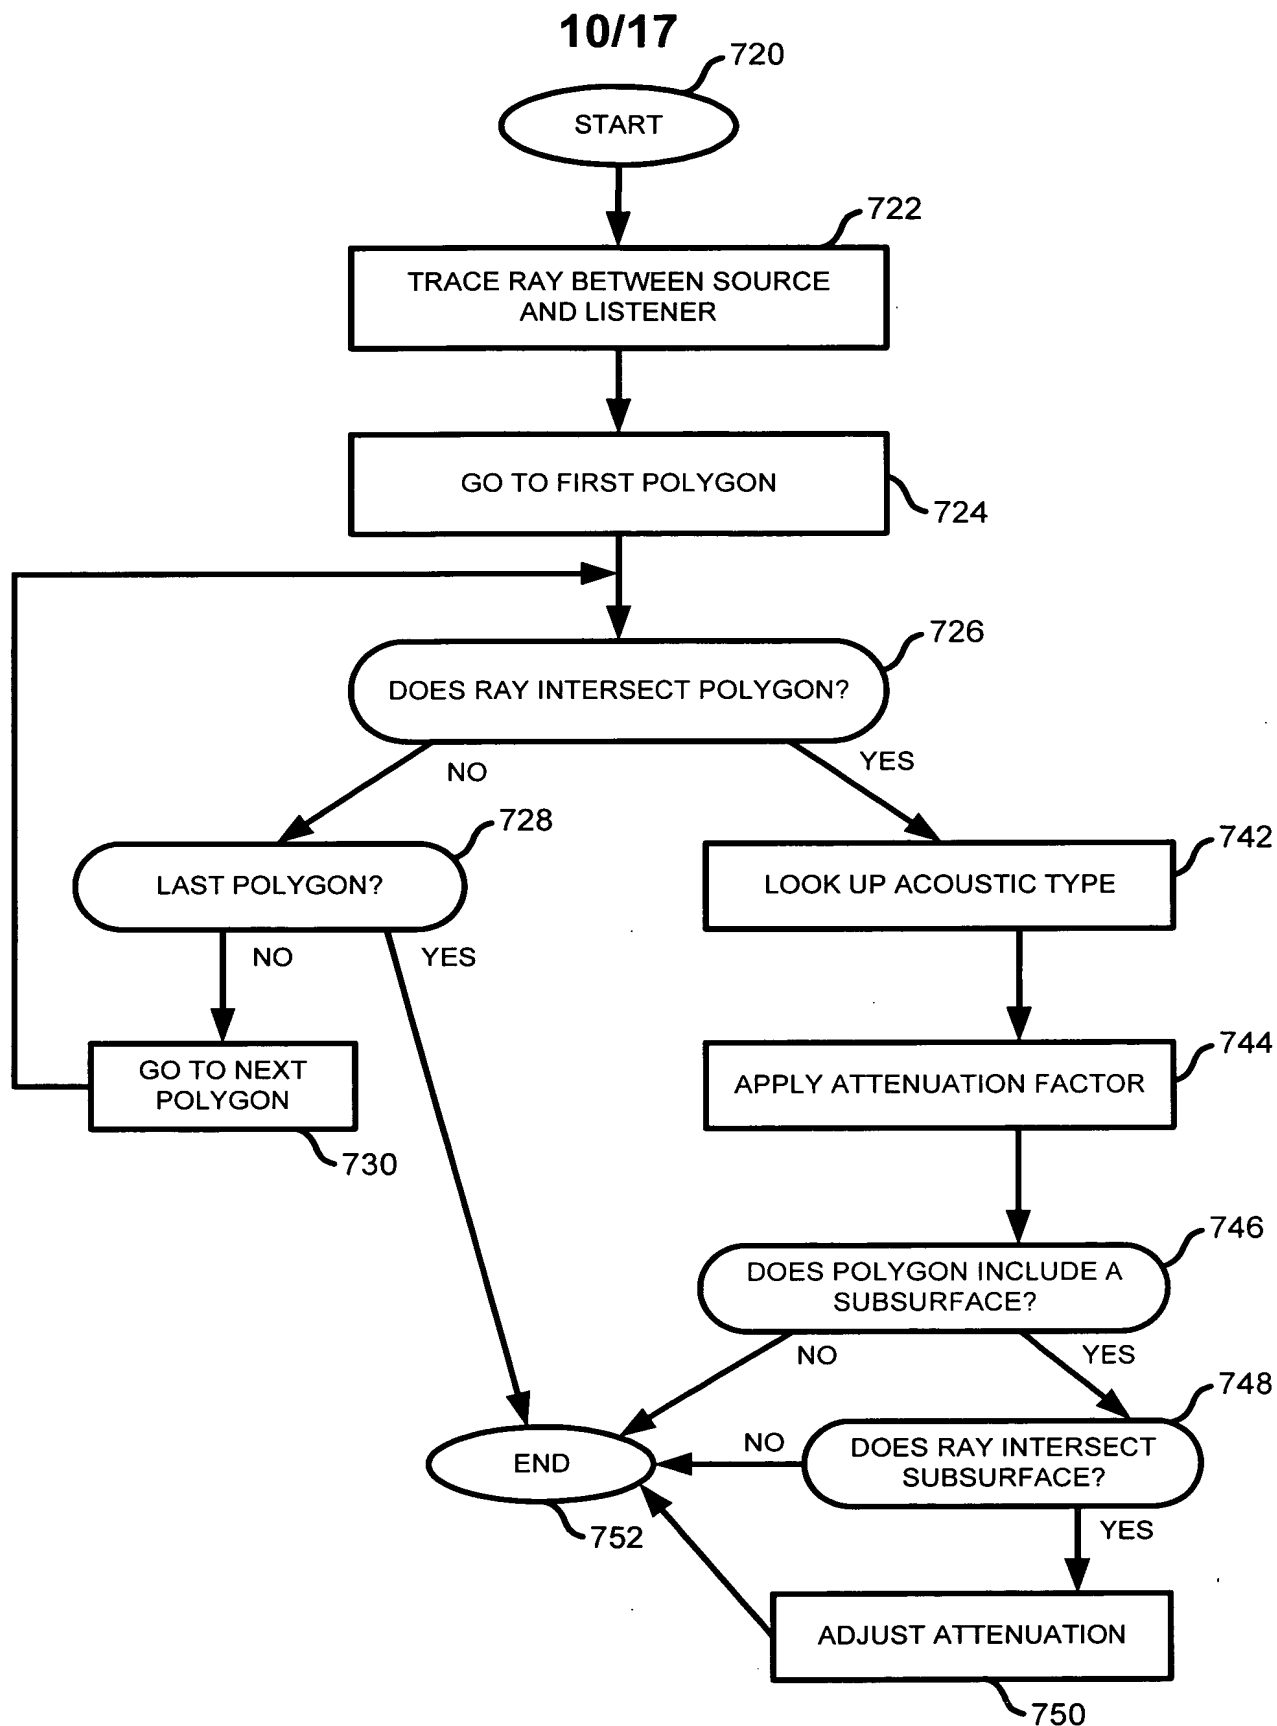 10/17
720
START
722
TRACE RAY BETWEEN SOURCE
AND LISTENER
GO TO FIRST POLYGON
724
726
DOES RAY INTERSECT POLYGON?
NO
YES
728
LAST POLYGON?
742
LOOK UP ACOUSTIC TYPE
NO
YES
GO TO NEXT
POLYGON
730
744
APPLY ATTENUATION FACTOR
746
DOES POLYGON INCLUDE A
SUBSURFACE?
NO
YES
748
DOES RAY INTERSECT
SUBSURFACE?
NO
END
752
YES
ADJUST ATTENUATION
750